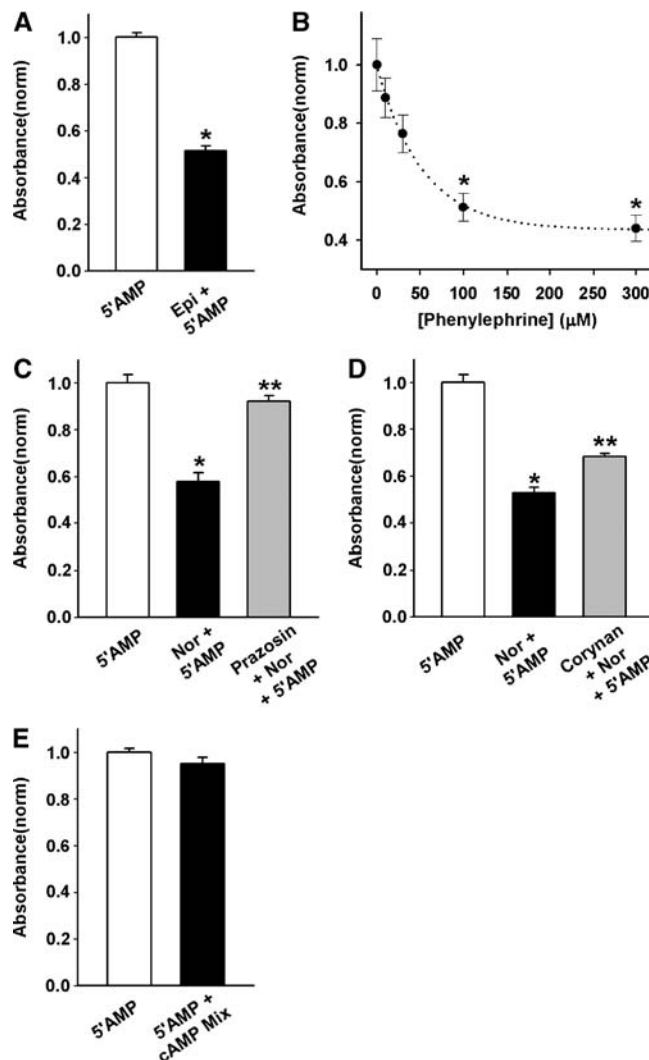 A
Absorbance(norm)
1.0
0.8
0.6
0.4
0.2
0.0
*
5'AMP
Epi +
5'AMP
B
Absorbance(norm)
1.0
0.8
0.6
0.4
*
*
0 50 100 150 200 250 300
[Phenylephrine] (μM)
C
Absorbance(norm)
1.0
0.8
0.6
0.4
0.2
0.0
*
**
5'AMP
Nor +
5'AMP
Prazosin
+ Nor
+ 5'AMP
D
Absorbance(norm)
1.0
0.8
0.6
0.4
0.2
0.0
*
**
5'AMP
Nor +
5'AMP
Corynan
+ Nor
+ 5'AMP
E
Absorbance(norm)
1.0
0.8
0.6
0.4
0.2
0.0
5'AMP
5'AMP +
cAMP Mix